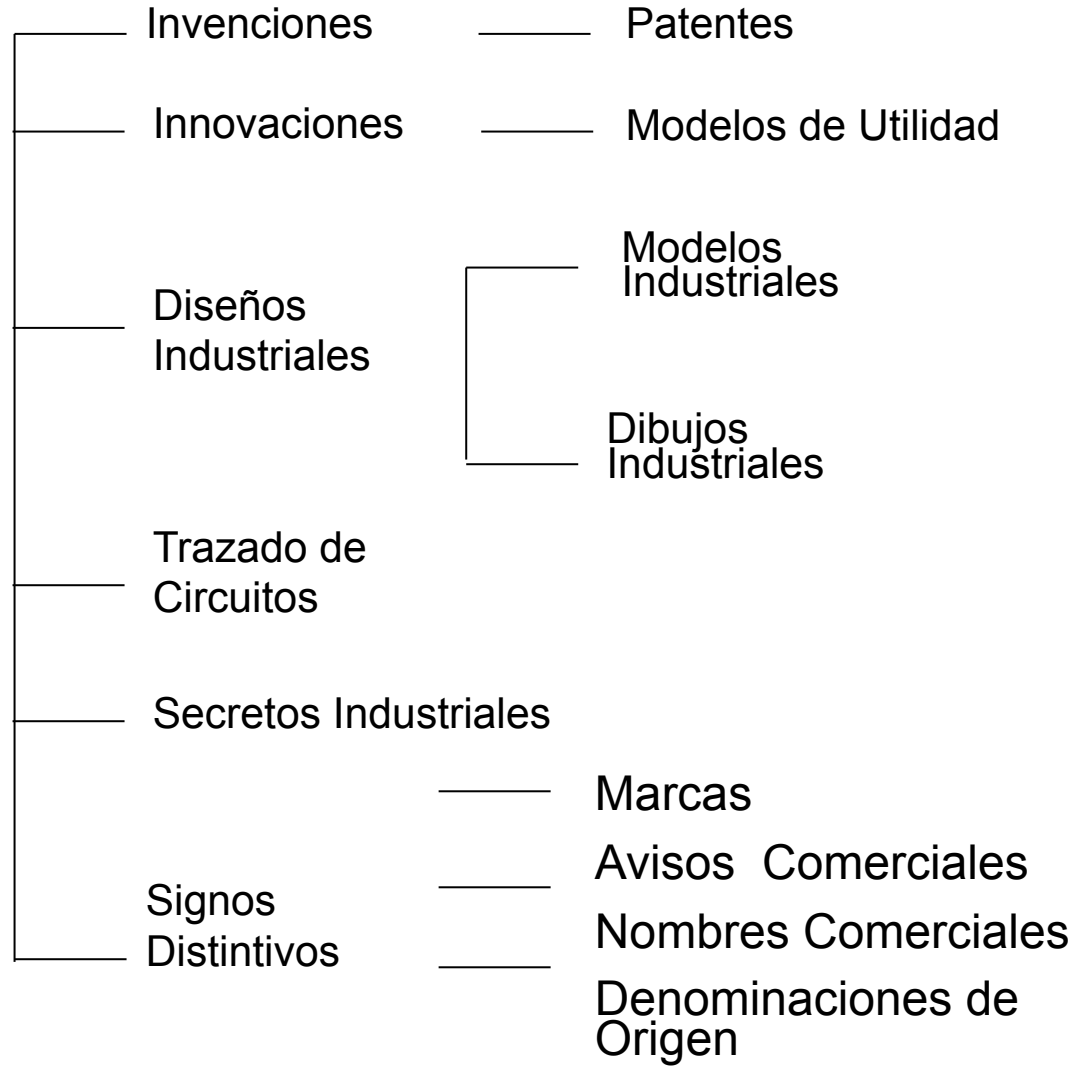 Invenciones
Patentes
Innovaciones
Modelos de Utilidad
Diseños
Industriales
Modelos
Industriales
Dibujos
Industriales
Trazado de
Circuitos
Secretos Industriales
Signos
Distintivos
Marcas
Avisos Comerciales
Nombres Comerciales
Denominaciones de
Origen